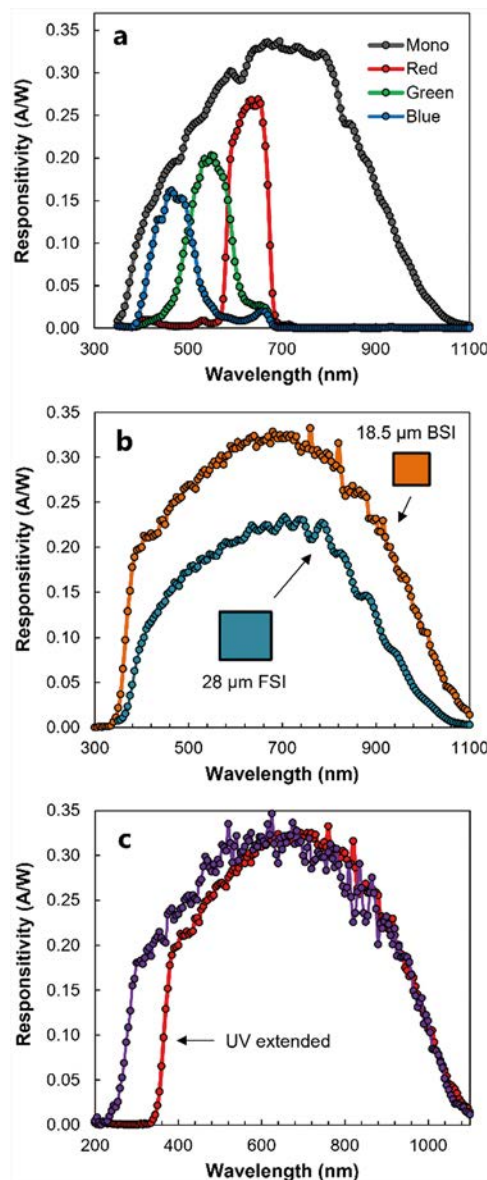 a
Mono
Red
Green
Blue
0.35
0.30
0.25
0.20
0.15
0.10
0.05
0.00
Responsivity (A/W)
300 500 700 900 1100
Wavelength (nm)
b
18.5 µm BSI
28 µm FSI
0.35
0.30
0.25
0.20
0.15
0.10
0.05
0.00
Responsivity (A/W)
300 500 700 900 1100
Wavelength (nm)
c
UV extended
0.35
0.30
0.25
0.20
0.15
0.10
0.05
0.00
Responsivity (A/W)
200 400 600 800 1000
Wavelength (nm)